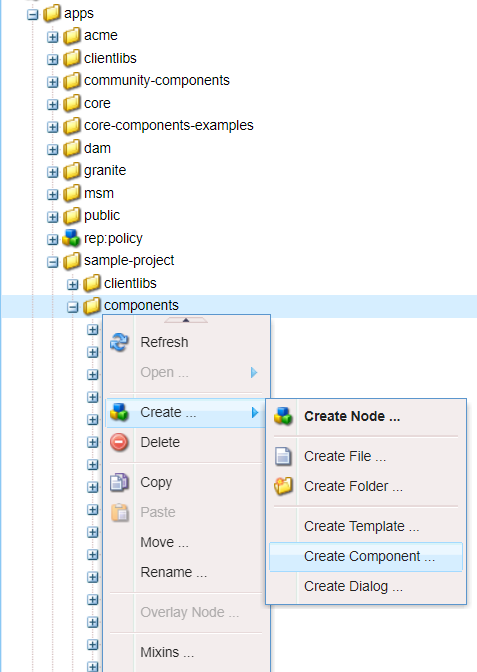 apps
acme
clientlibs
community-components
core
core-components-examples
dam
granite
msm
public
rep:policy
sample-project
clientlibs
components
Refresh
Open ...
Create ...
Delete
Copy
Paste
Move ...
Rename ...
Overlay Node ...
Mixins ...
Create Node ...
Create File ...
Create Folder ...
Create Template ...
Create Component ...
Create Dialog ...